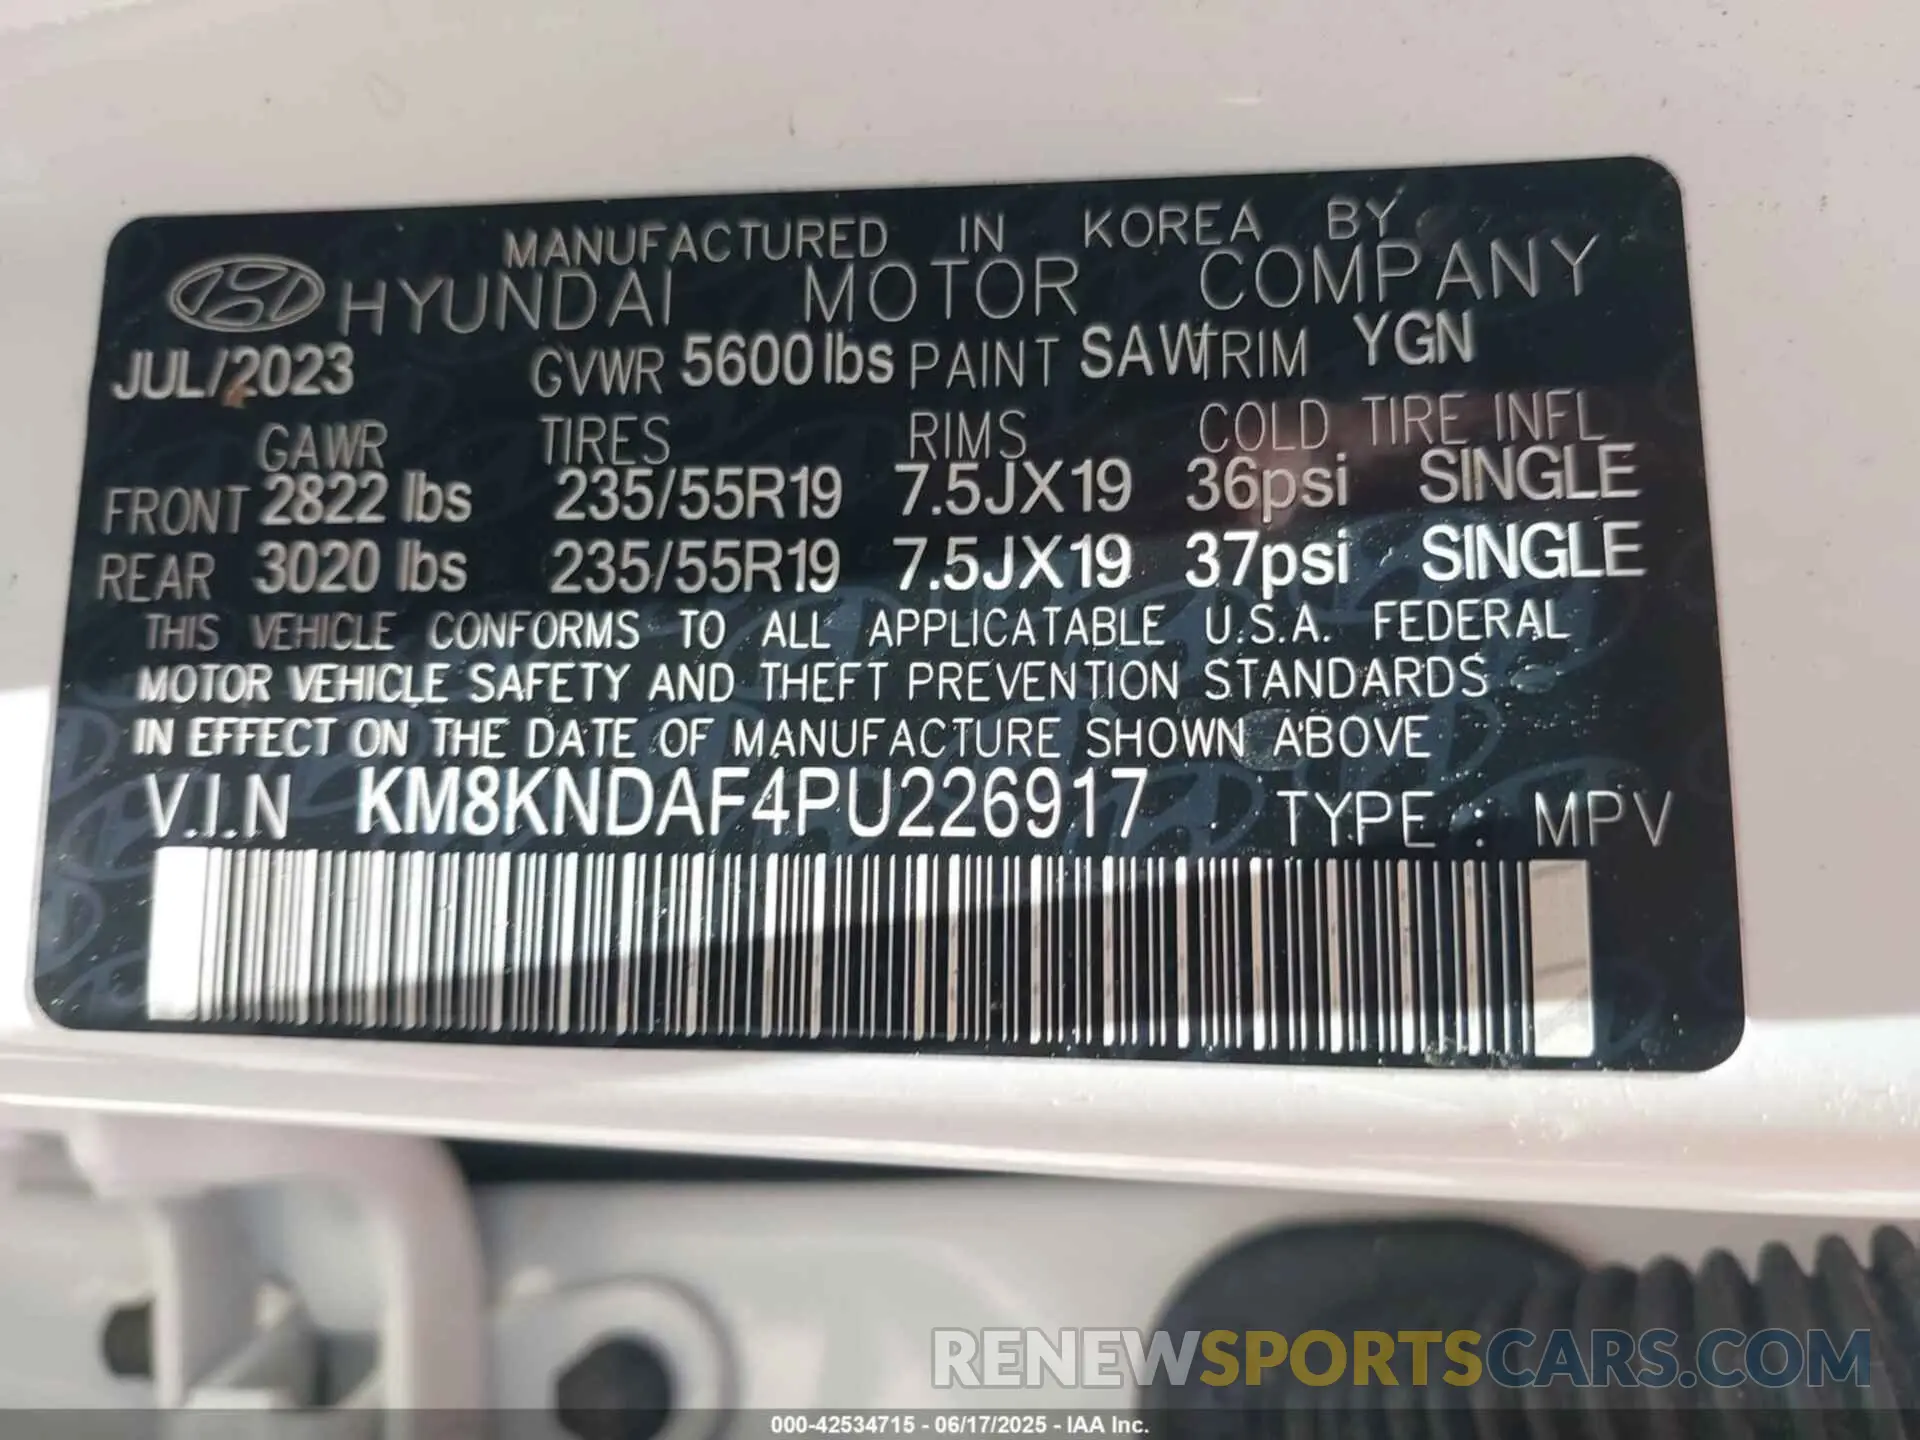 MANUFACTURED IN KOREA BY
HYUNDAI MOTOR COMPANY
JUL/2023 GVWR 5600lbs PAINT SAW TRIM YGN
GAWR TIRES RIMS COLD TIRE INFL
FRONT 2822 lbs 235/55R19 7.5JX19 36psi SINGLE
REAR 3020 lbs 235/55R19 7.5JX19 37psi SINGLE
THIS VEHICLE CONFORMS TO ALL APPLICATABLE U.S.A. FEDERAL
MOTOR VEHICLE SAFETY AND THEFT PREVENTION STANDARDS
IN EFFECT ON THE DATE OF MANUFACTURE SHOWN ABOVE
V.I.N KM8KNDAF4PU226917 TYPE : MPV
RENEWSPORTSCARS.COM
000-42534715 - 06/17/2025 - IAA Inc.